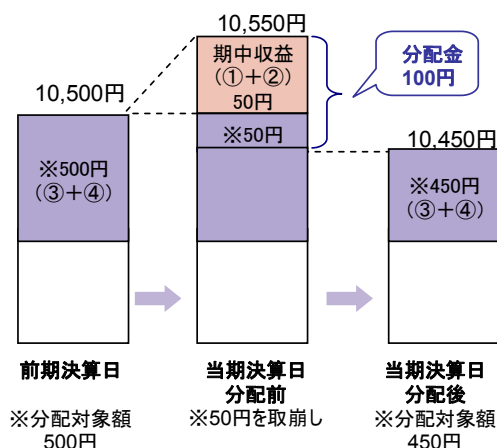 10,550円
期中収益
(①+②)
50円
分配金
100円
10,500円
※50円
10,450円
※500円
(③+④)
※450円
(③+④)
前期決算日
※分配対象額
500円
当期決算日
分配前
※50円を取崩し
当期決算日
分配後
※分配対象額
450円